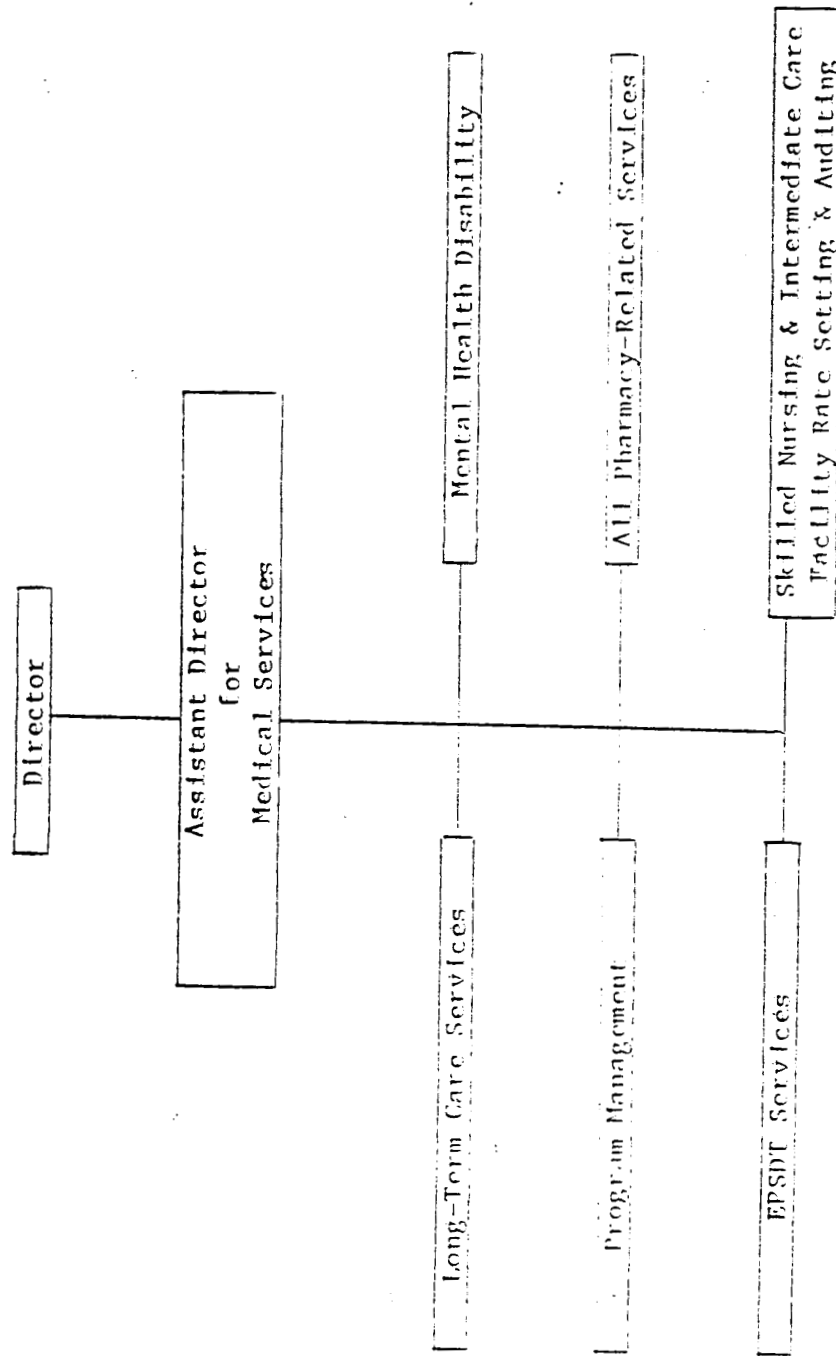 Director
Assistant Director
for
Medical Services
Long-Term Care Services
Mental Health Disability
Program Management
All Pharmacy-Related Services
EPSDT Services
Skilled Nursing & Intermediate Care
Facility Rate Setting & Auditing